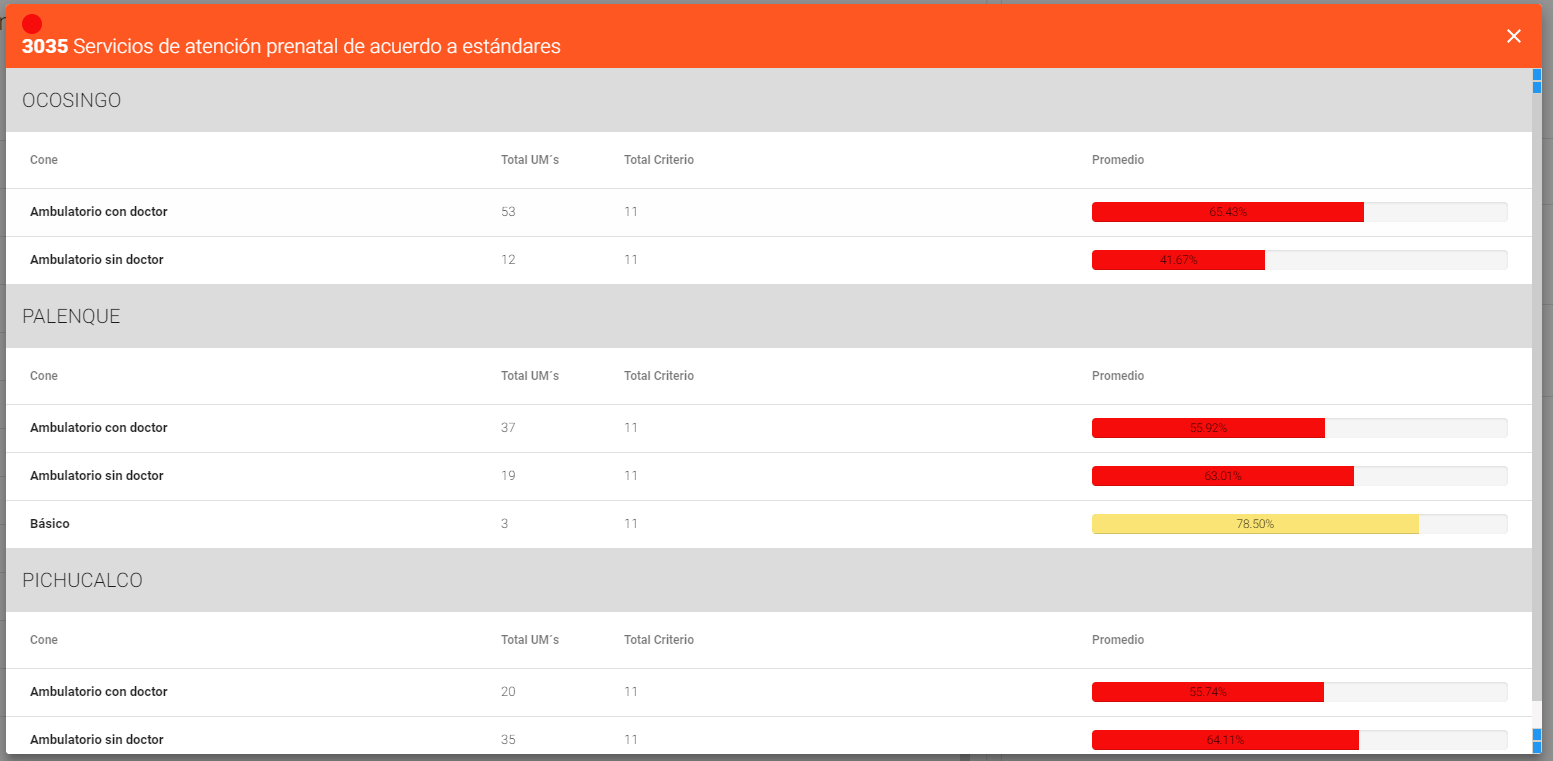 3035 Servicios de atención prenatal de acuerdo a estándares
OCOSINGO
Cone Total UM´s Total Criterio Promedio
Ambulatorio con doctor 53 11 65.43%
Ambulatorio sin doctor 12 11 41.67%
PALENQUE
Cone Total UM´s Total Criterio Promedio
Ambulatorio con doctor 37 11 55.92%
Ambulatorio sin doctor 19 11 63.01%
Básico 3 11 78.50%
PICHUCALCO
Cone Total UM´s Total Criterio Promedio
Ambulatorio con doctor 20 11 55.74%
Ambulatorio sin doctor 35 11 64.11%